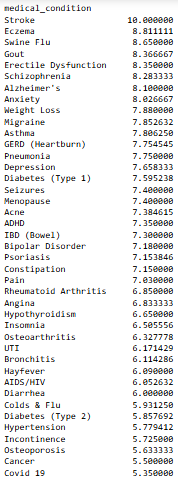 medical_condition
Stroke 10.000000
Eczema 8.811111
Swine Flu 8.650000
Gout 8.366667
Erectile Dysfunction 8.350000
Schizophrenia 8.283333
Alzheimer's 8.100000
Anxiety 8.026667
Weight Loss 7.880000
Migraine 7.852632
Asthma 7.806250
GERD (Heartburn) 7.754545
Pneumonia 7.750000
Depression 7.658333
Diabetes (Type 1) 7.595238
Seizures 7.400000
Menopause 7.400000
Acne 7.384615
ADHD 7.350000
IBD (Bowel) 7.300000
Bipolar Disorder 7.180000
Psoriasis 7.153846
Constipation 7.150000
Pain 7.030000
Rheumatoid Arthritis 6.850000
Angina 6.833333
Hypothyroidism 6.650000
Insomnia 6.505556
Osteoarthritis 6.327778
UTI 6.171429
Bronchitis 6.114286
Hayfever 6.090000
AIDS/HIV 6.052632
Diarrhea 6.000000
Colds & Flu 5.931250
Diabetes (Type 2) 5.857692
Hypertension 5.779412
Incontinence 5.725000
Osteoporosis 5.633333
Cancer 5.500000
Covid 19 5.350000